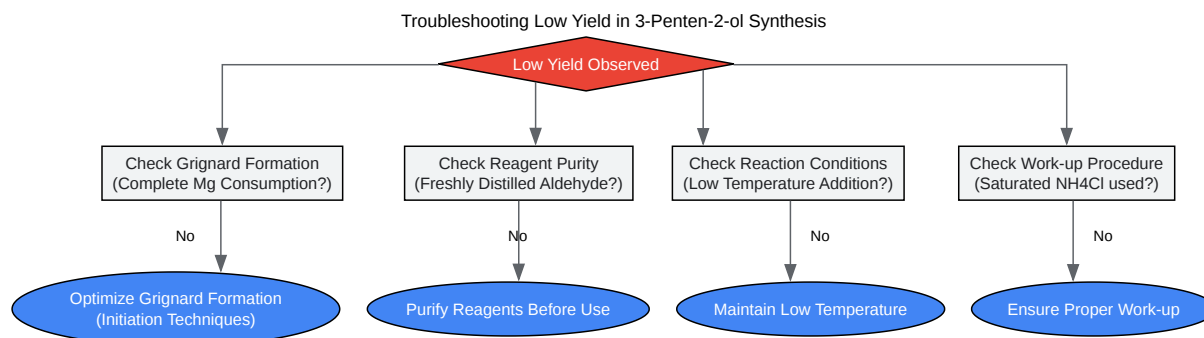 Troubleshooting Low Yield in 3-Penten-2-ol Synthesis
Low Yield Observed
Check Grignard Formation
(Complete Mg Consumption?)
Check Reagent Purity
(Freshly Distilled Aldehyde?)
Check Reaction Conditions
(Low Temperature Addition?)
Check Work-up Procedure
(Saturated NH4Cl used?)
No
No
No
No
Optimize Grignard Formation
(Initiation Techniques)
Purify Reagents Before Use
Maintain Low Temperature
Ensure Proper Work-up